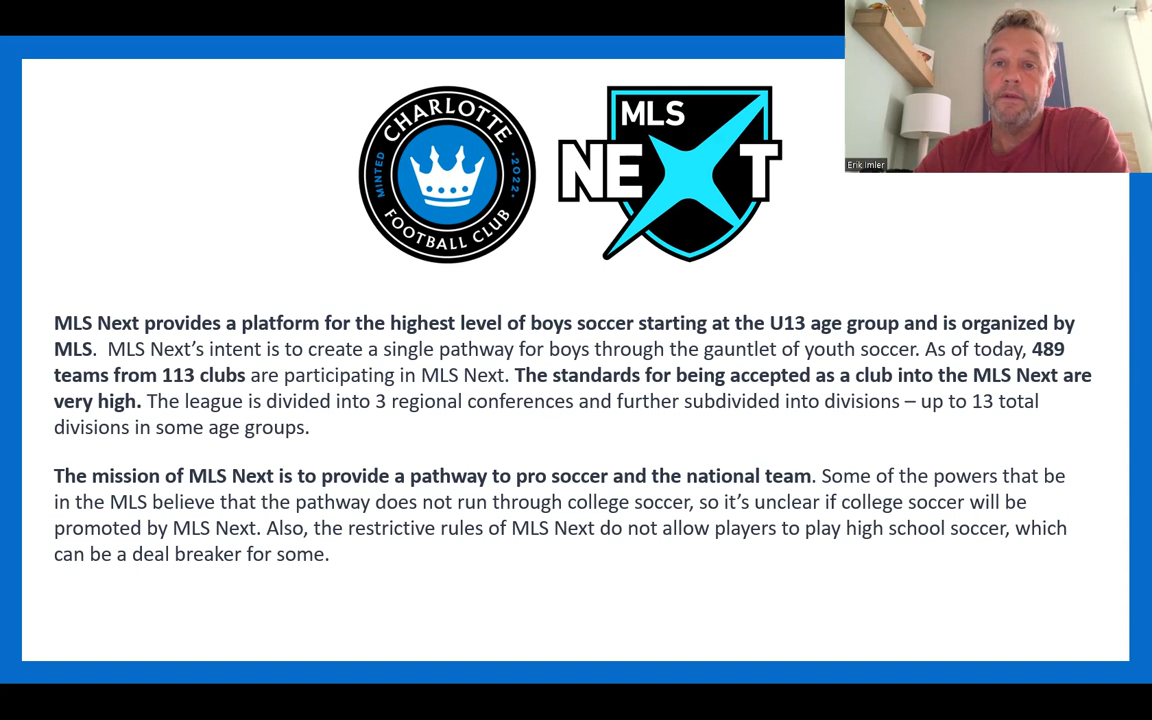 CHARLOTTE
MINTED
2022
FOOTBALL CLUB
MLS
NEXT
Erik Imler
MLS Next provides a platform for the highest level of boys soccer starting at the U13 age group and is organized by
MLS. MLS Next’s intent is to create a single pathway for boys through the gauntlet of youth soccer. As of today, 489
teams from 113 clubs are participating in MLS Next. The standards for being accepted as a club into the MLS Next are
very high. The league is divided into 3 regional conferences and further subdivided into divisions – up to 13 total
divisions in some age groups.
The mission of MLS Next is to provide a pathway to pro soccer and the national team. Some of the powers that be
in the MLS believe that the pathway does not run through college soccer, so it’s unclear if college soccer will be
promoted by MLS Next. Also, the restrictive rules of MLS Next do not allow players to play high school soccer, which
can be a deal breaker for some.